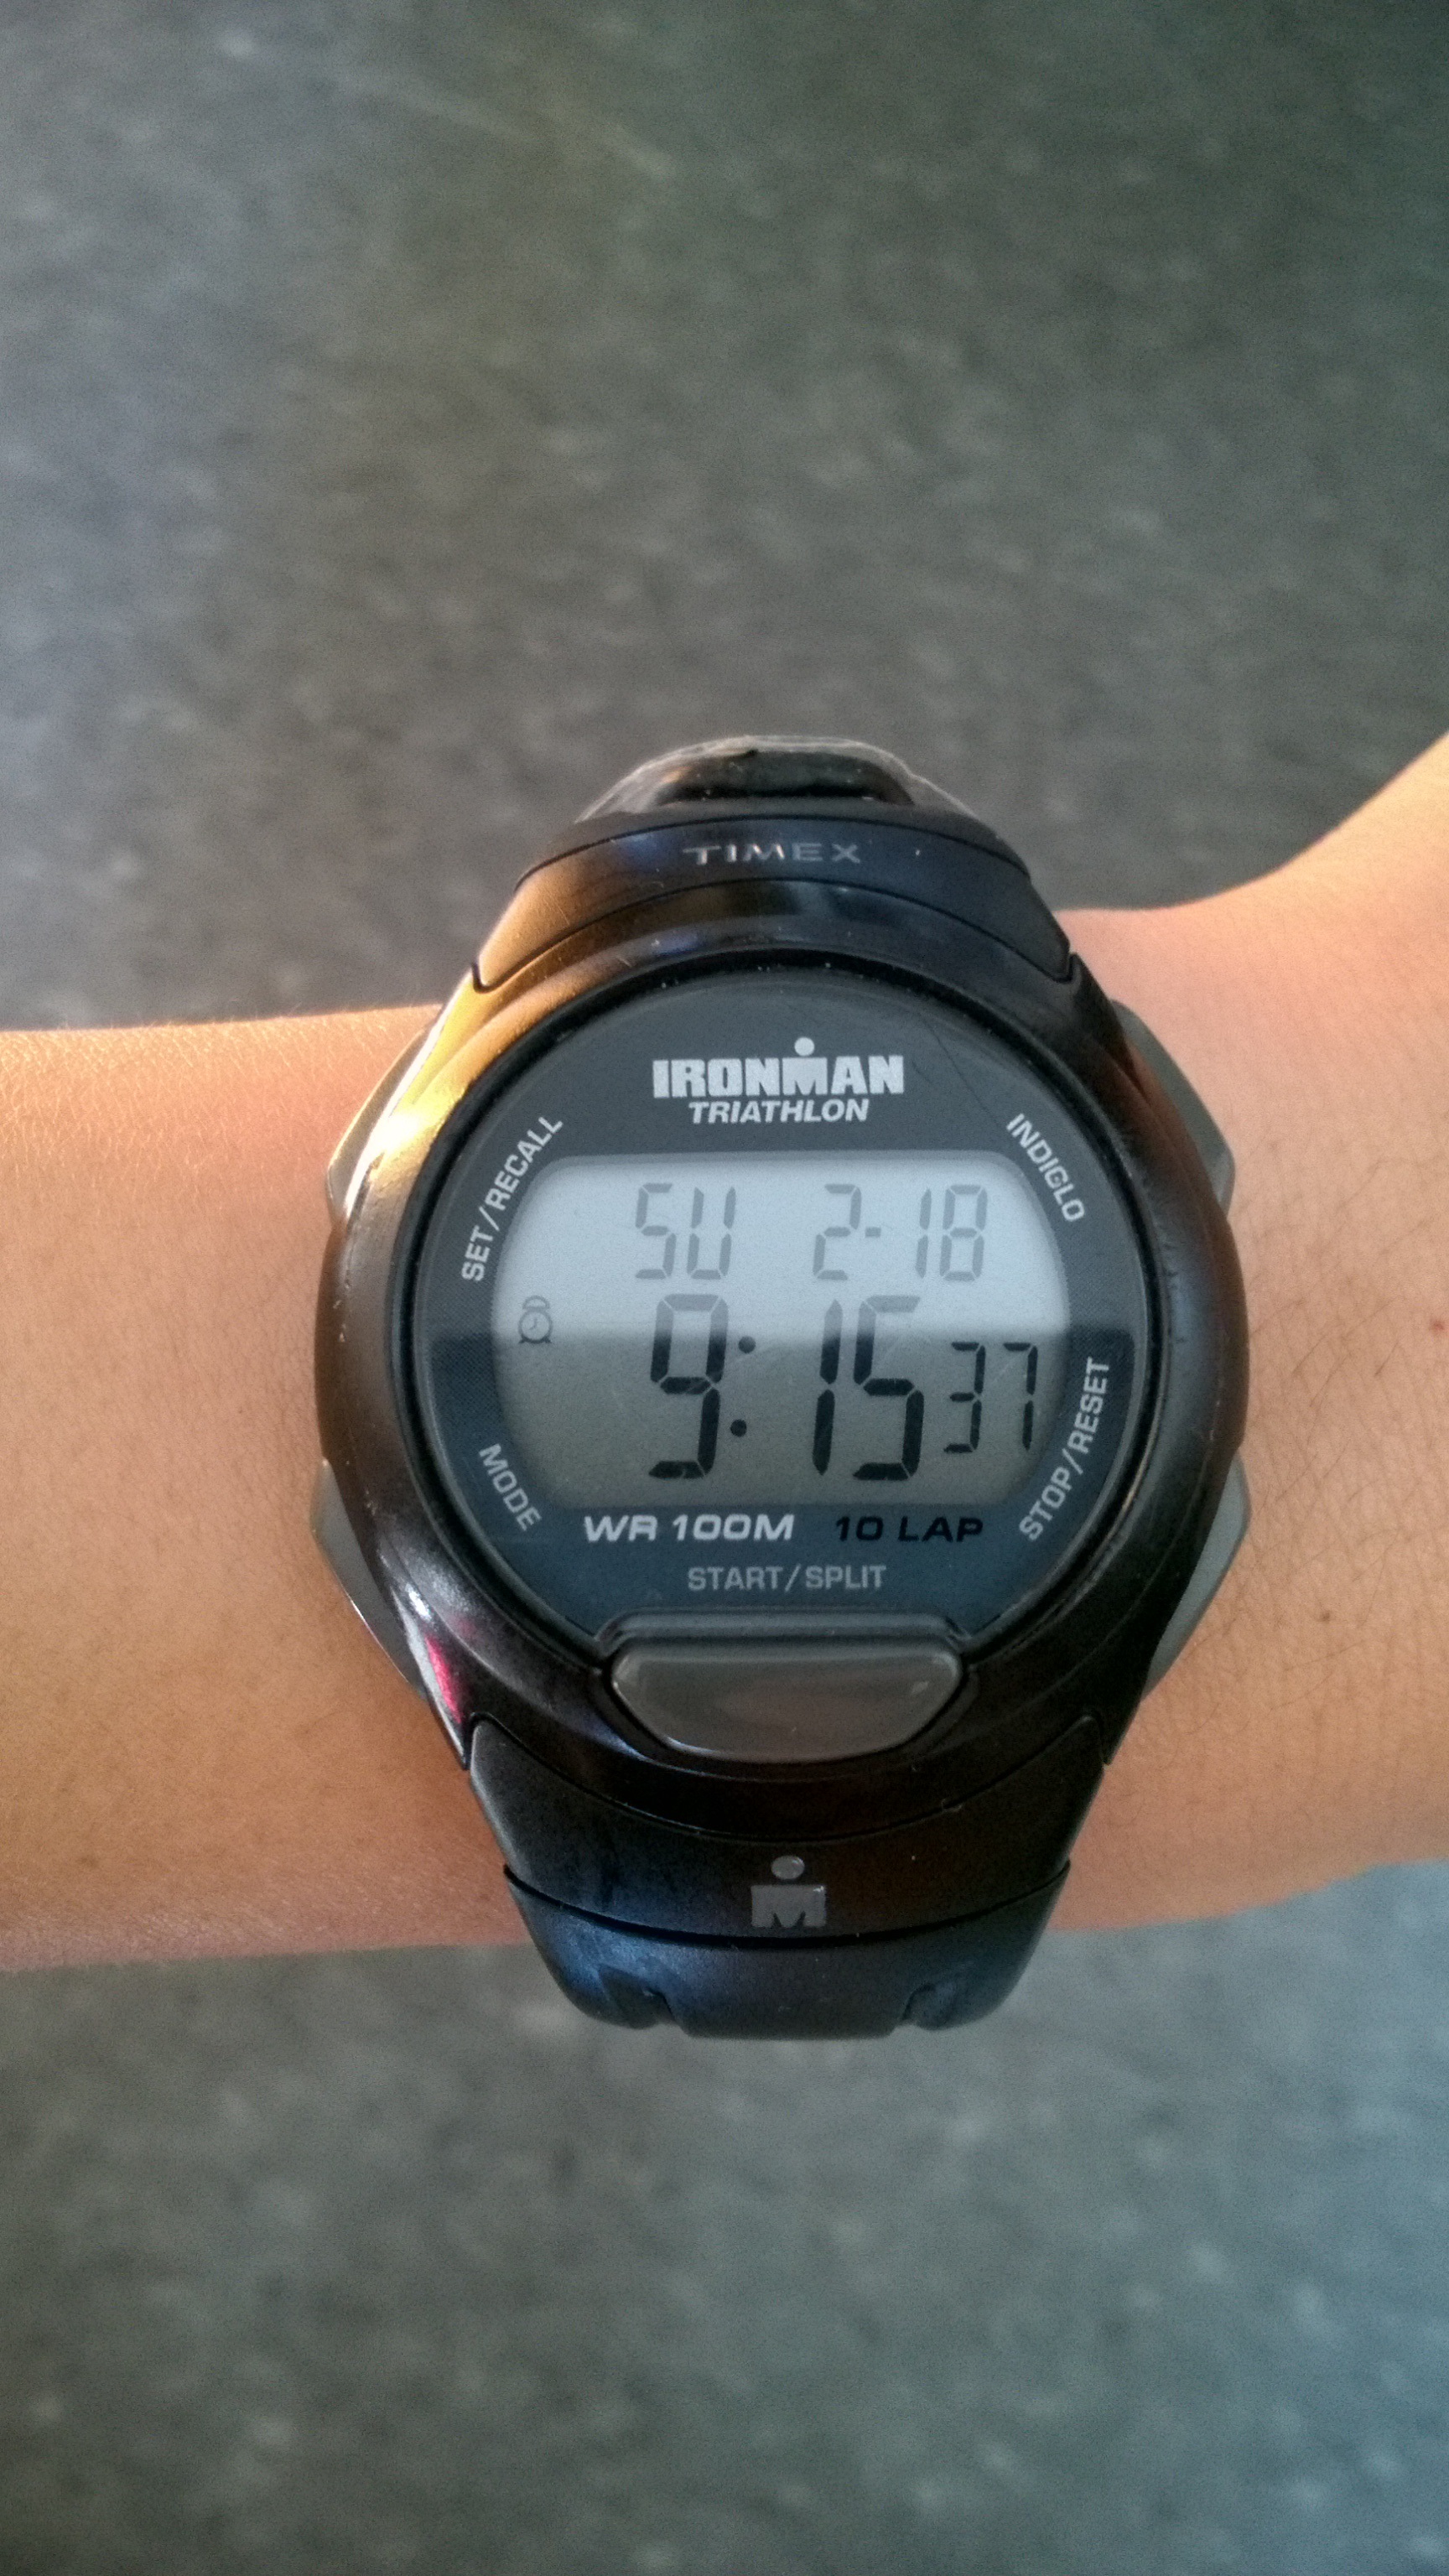 TIMEX
IRONMAN
TRIATHLON
SET/RECALL
INDIGLO
SU 2-18
9:15 37
MODE
STOP/RESET
WR 100M 10 LAP
START/SPLIT
M